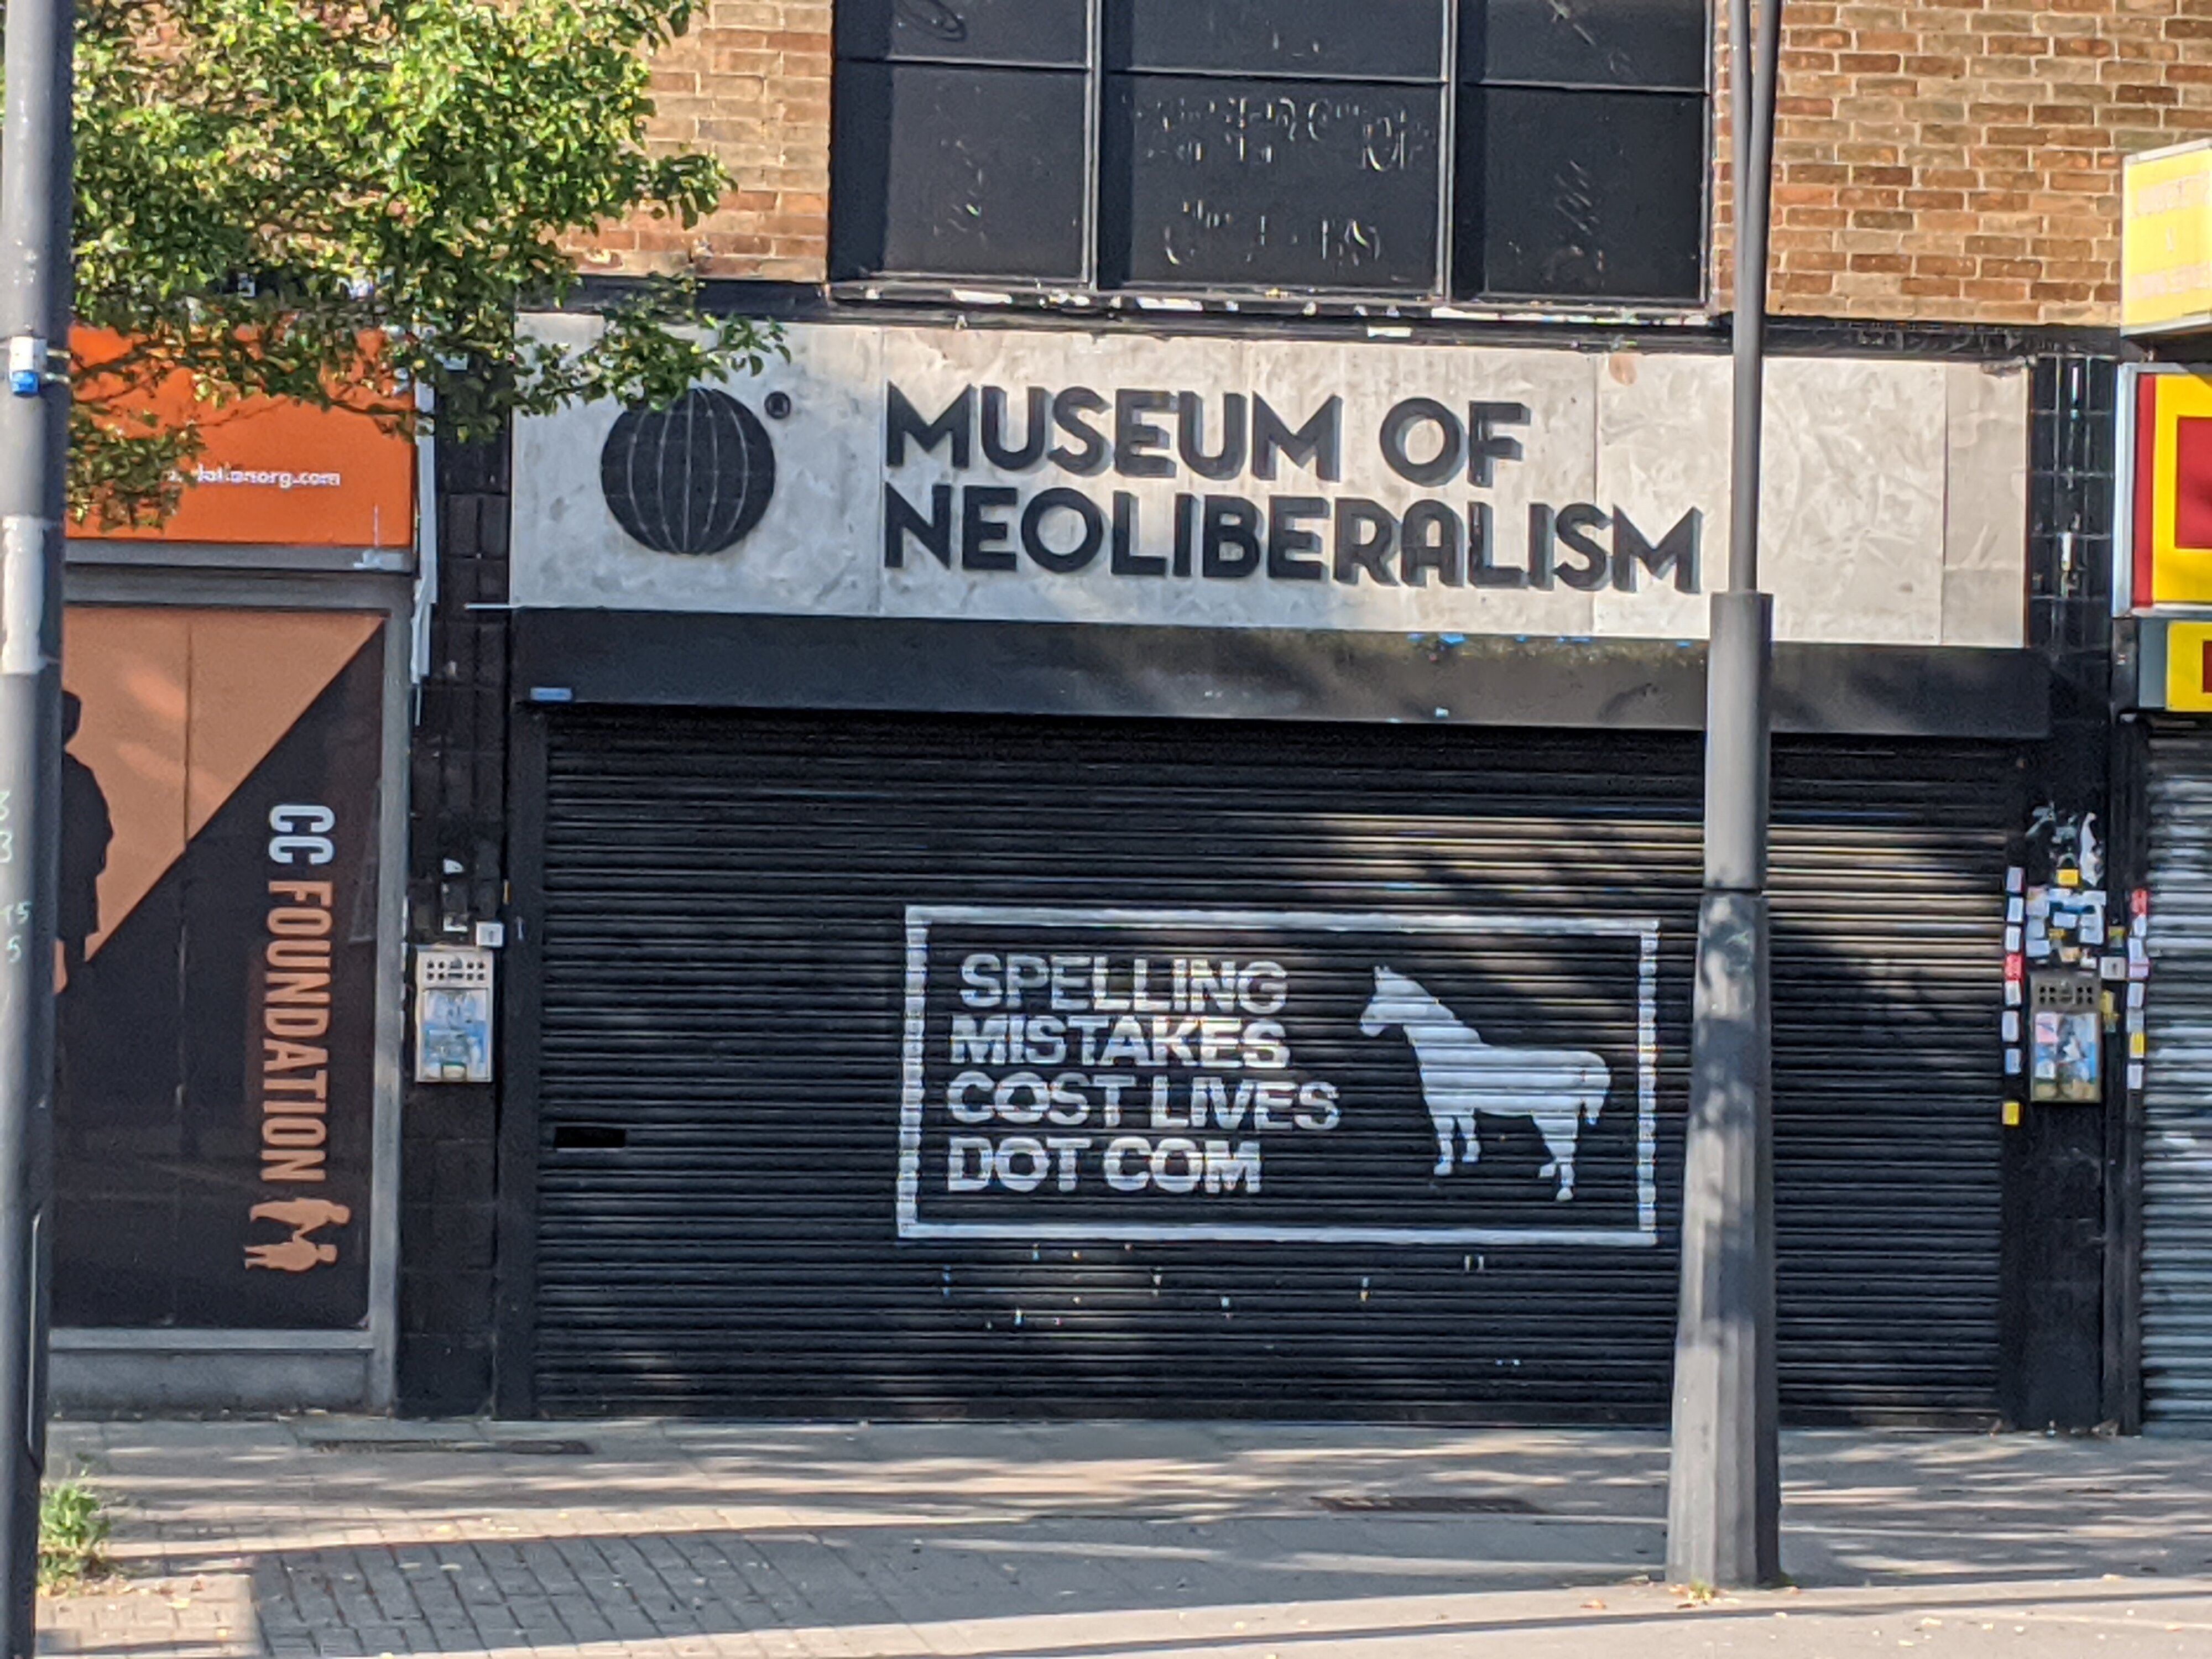 MUSEUM OF
NEOLIBERALISM
SPELLING
MISTAKES
COST LIVES
DOT COM
CC FOUNDATION